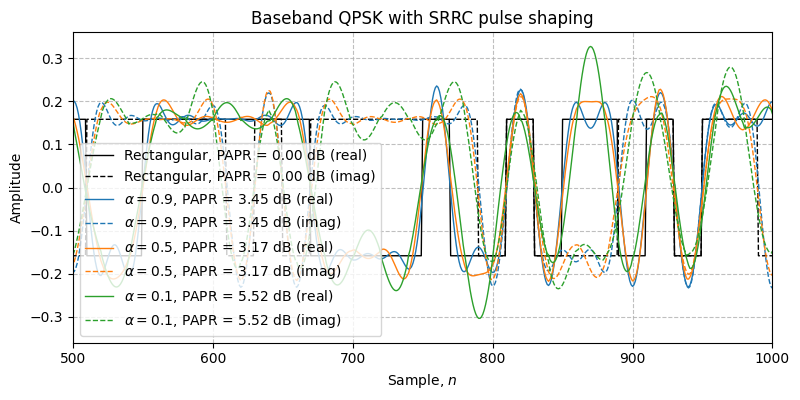 Baseband QPSK with SRRC pulse shaping
Amplitude
0.3
0.2
0.1
0.0
−0.1
−0.2
−0.3
Rectangular, PAPR = 0.00 dB (real)
Rectangular, PAPR = 0.00 dB (imag)
α = 0.9, PAPR = 3.45 dB (real)
α = 0.9, PAPR = 3.45 dB (imag)
α = 0.5, PAPR = 3.17 dB (real)
α = 0.5, PAPR = 3.17 dB (imag)
α = 0.1, PAPR = 5.52 dB (real)
α = 0.1, PAPR = 5.52 dB (imag)
500 600 700 800 900 1000
Sample, n